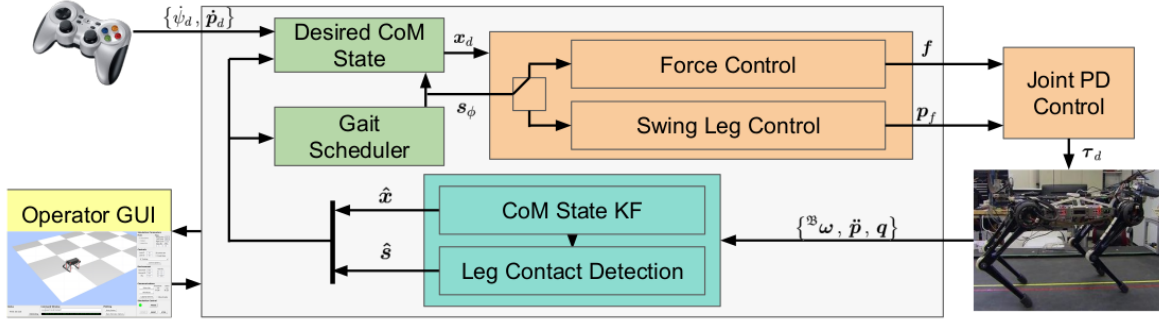 {ψ̇_d, ṗ_d}
Desired CoM
State
x_d
Force Control
f
Joint PD
Control
s_ϕ
Gait
Scheduler
Swing Leg Control
p_f
τ_d
Operator GUI
x̂
CoM State KF
{ᴮω, p̈, q}
ŝ
Leg Contact Detection